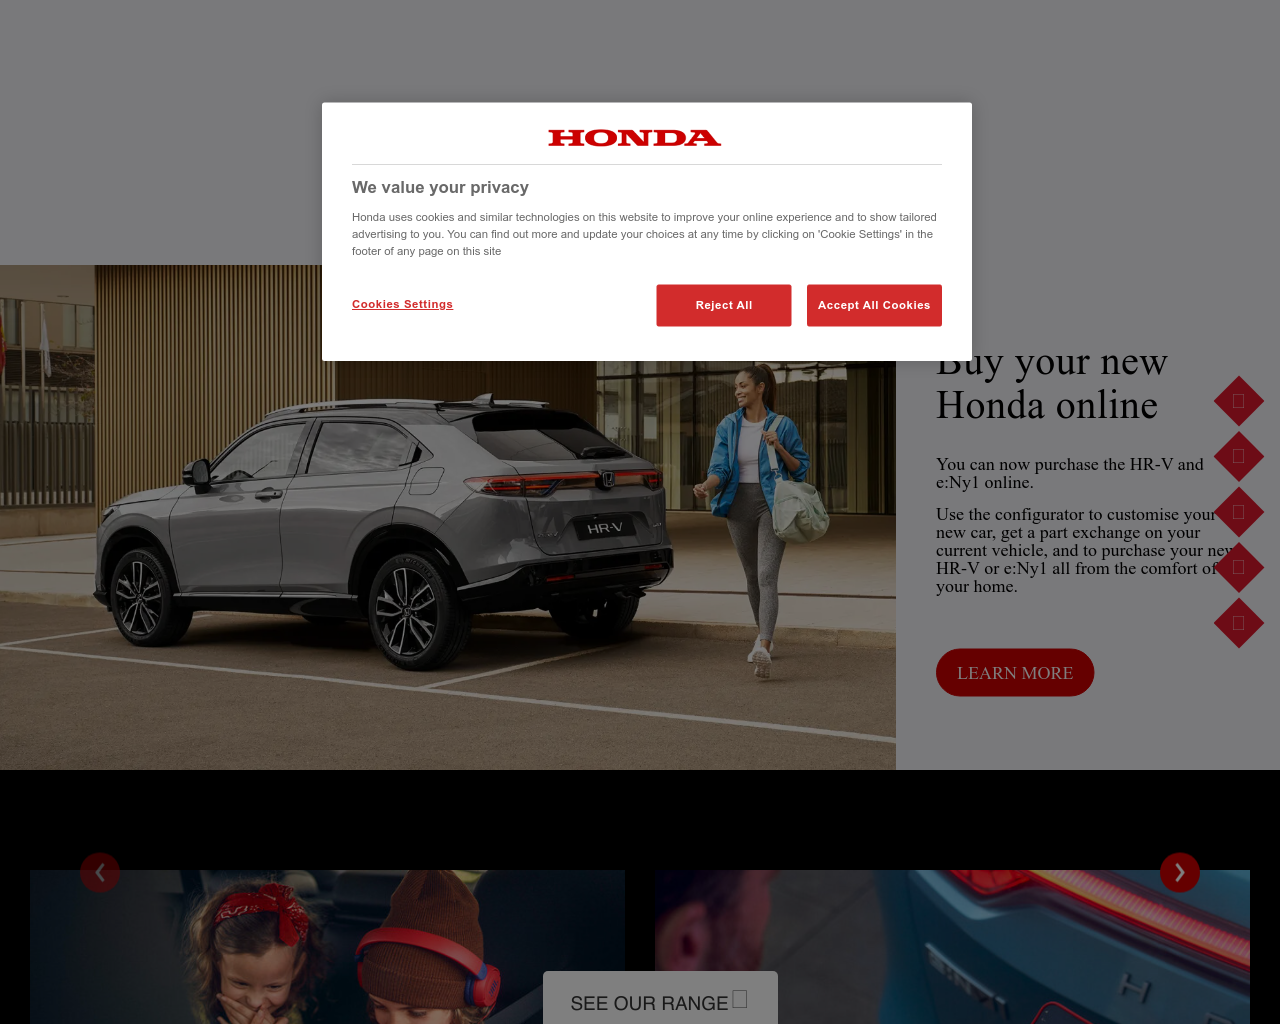 HONDA
We value your privacy
Honda uses cookies and similar technologies on this website to improve your online experience and to show tailored
advertising to you. You can find out more and update your choices at any time by clicking on 'Cookie Settings' in the
footer of any page on this site
Cookies Settings
Reject All
Accept All Cookies
Buy your new
Honda online
You can now purchase the HR-V and
e:Ny1 online.
Use the configurator to customise your
new car, get a part exchange on your
current vehicle, and to purchase your new
HR-V or e:Ny1 all from the comfort of
your home.
LEARN MORE
HR-V
SEE OUR RANGE